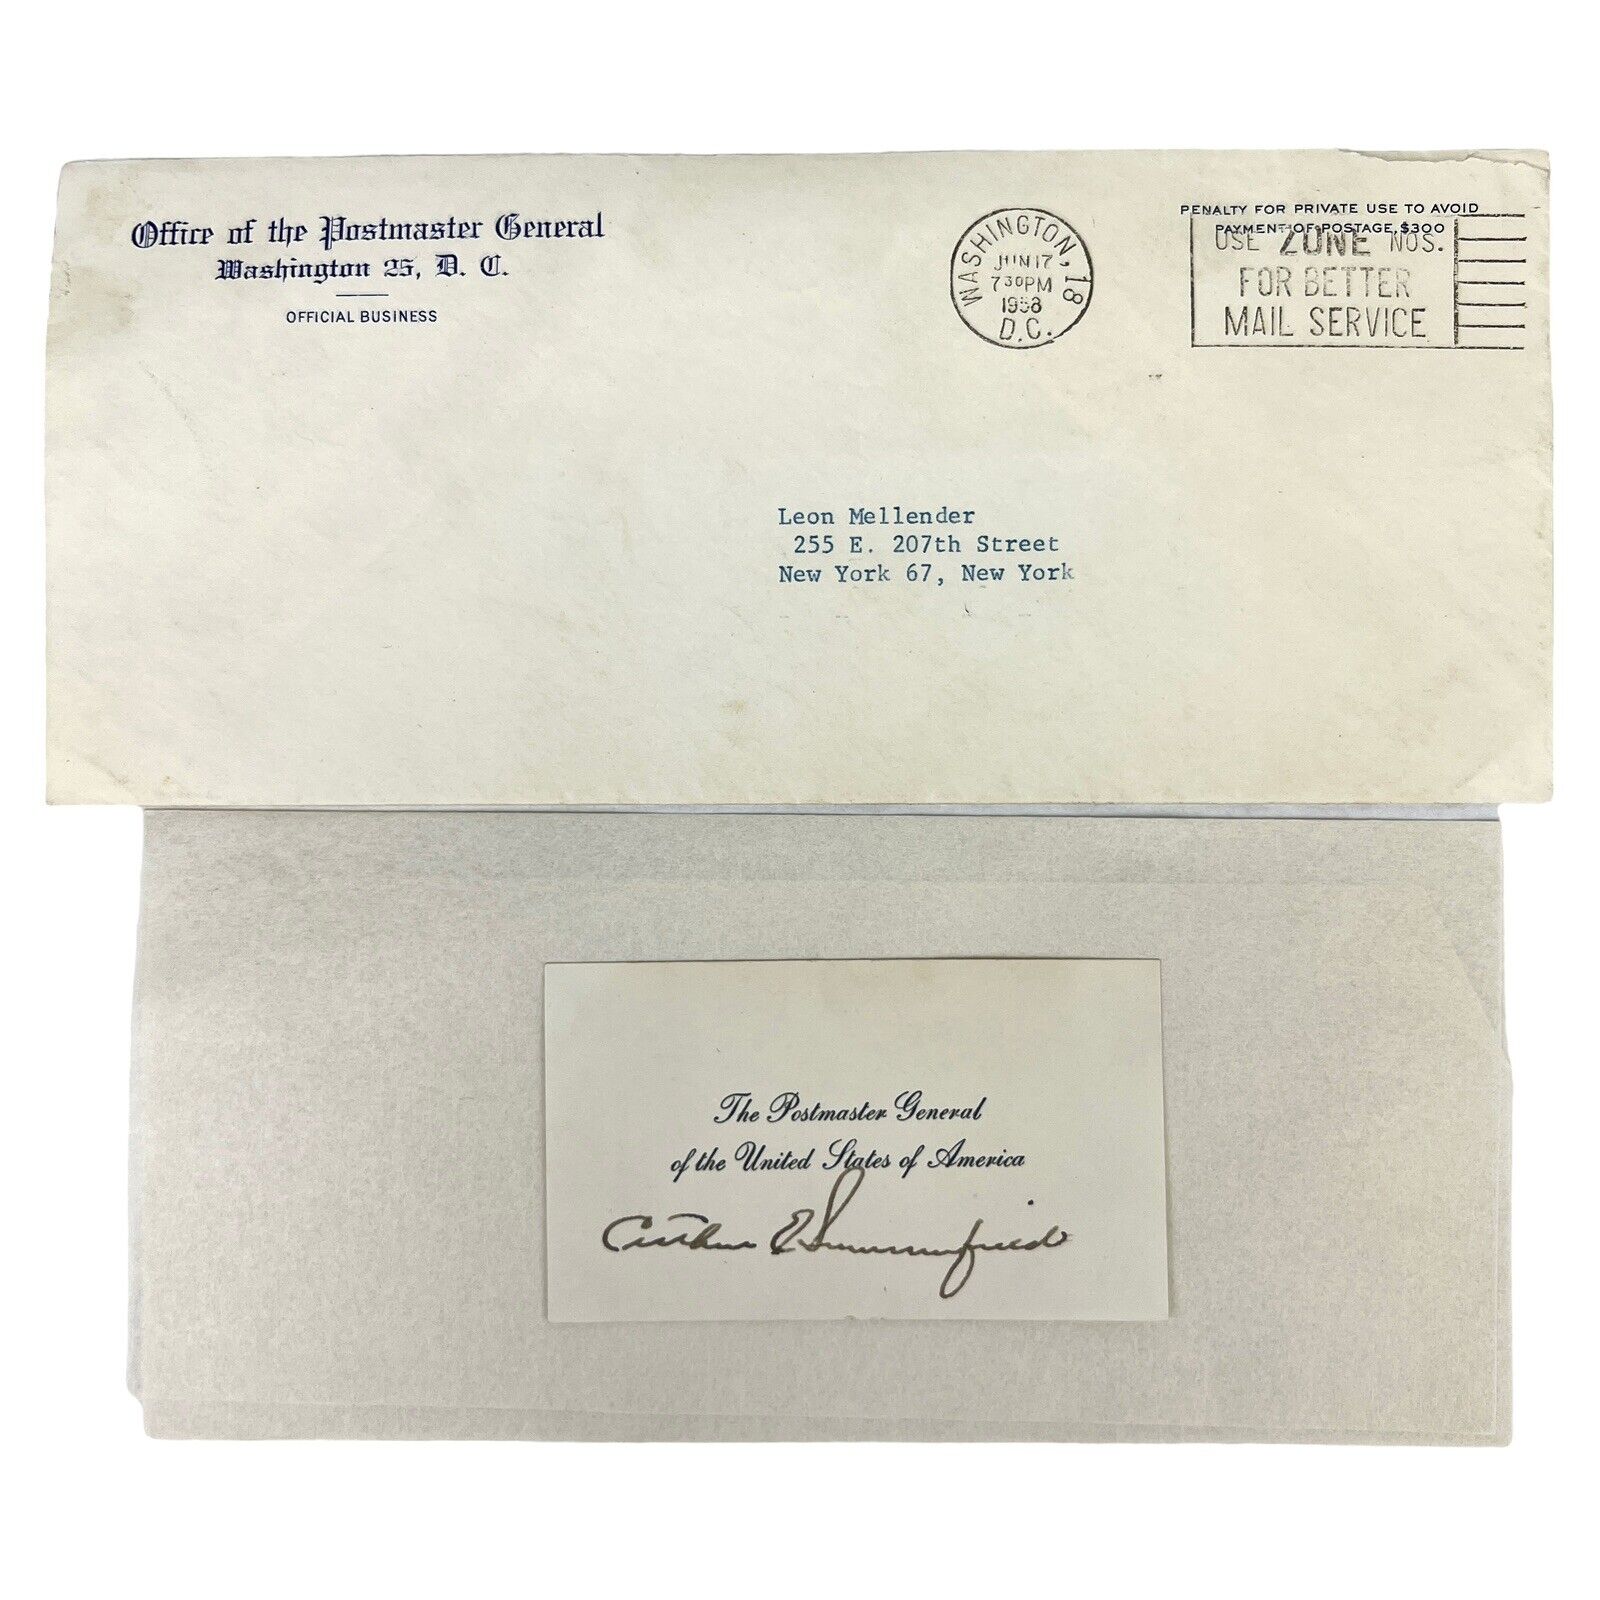 Office of the Postmaster General
Washington 25, D. C.
OFFICIAL BUSINESS
WASHINGTON, 18
JUN 17
7 30 PM
1958
D.C.
PENALTY FOR PRIVATE USE TO AVOID
PAYMENT OF POSTAGE, $300
USE ZONE NOS.
FOR BETTER
MAIL SERVICE
Leon Mellender
255 E. 207th Street
New York 67, New York
The Postmaster General
of the United States of America
Arthur E Summerfield